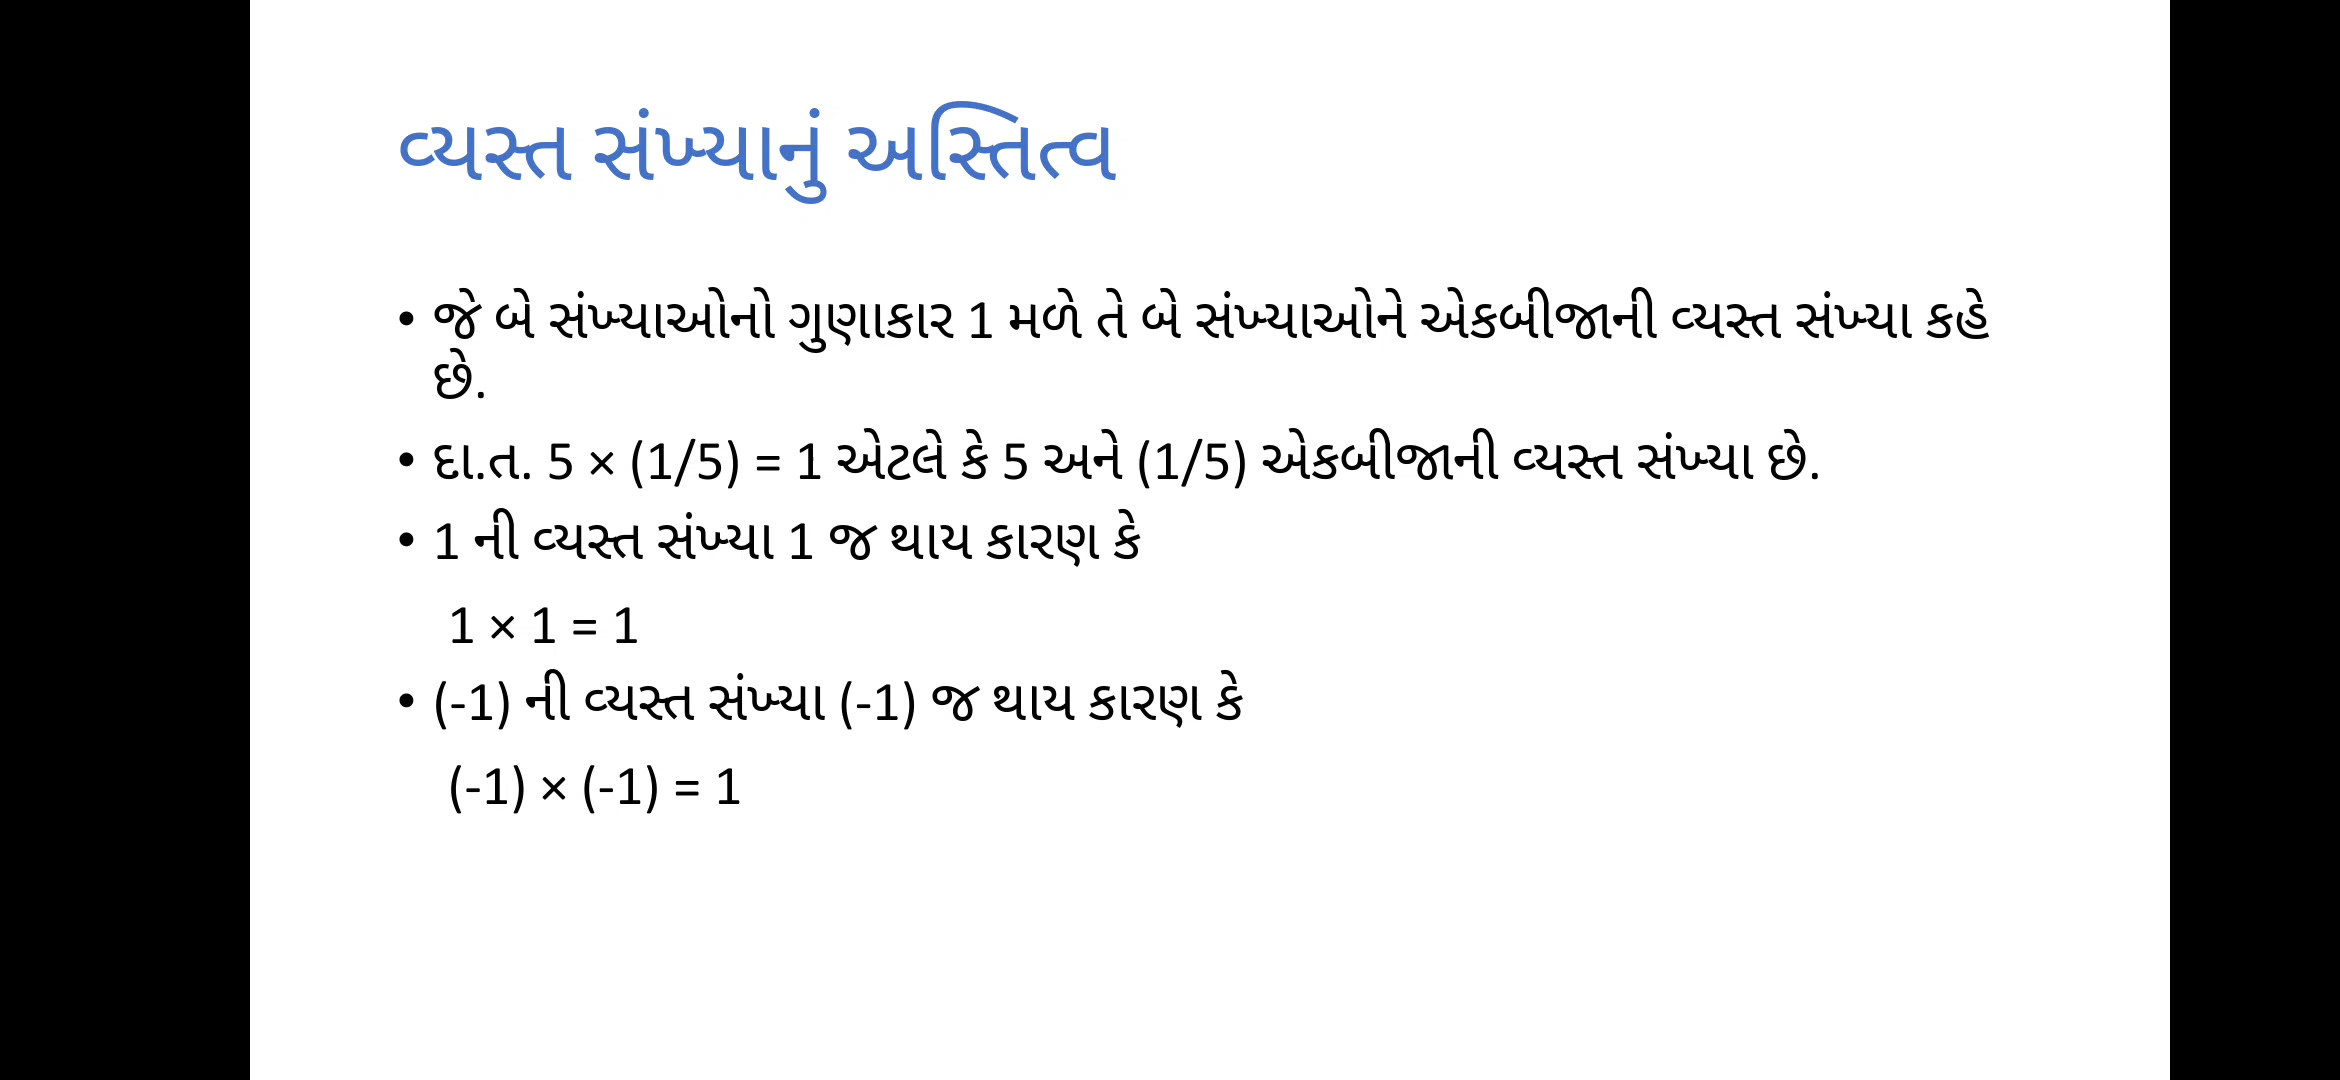 વ્યસ્ત સંખ્યાનું અસ્તિત્વ
• જે બે સંખ્યાઓનો ગુણાકાર 1 મળે તે બે સંખ્યાઓને એકબીજાની વ્યસ્ત સંખ્યા કહે
છે.
• દા.ત. 5 × (1/5) = 1 એટલે કે 5 અને (1/5) એકબીજાની વ્યસ્ત સંખ્યા છે.
• 1 ની વ્યસ્ત સંખ્યા 1 જ થાય કારણ કે
1 × 1 = 1
• (-1) ની વ્યસ્ત સંખ્યા (-1) જ થાય કારણ કે
(-1) × (-1) = 1